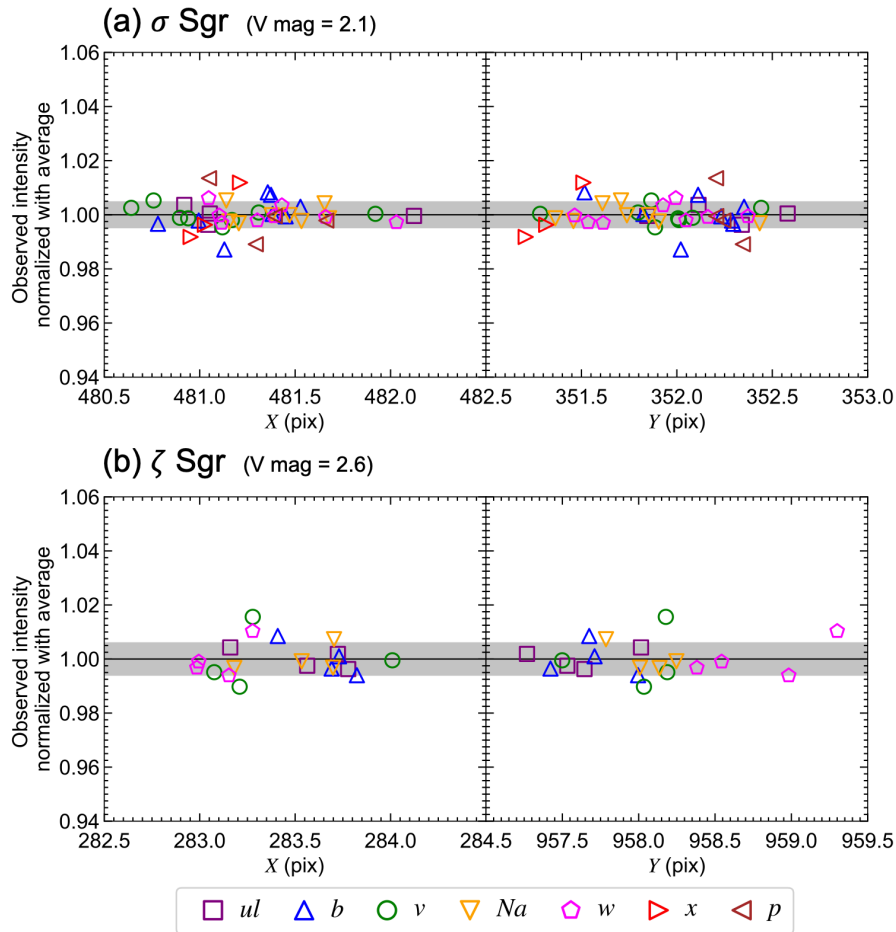 (a) σ Sgr (V mag = 2.1)
Observed intensity
normalized with average
1.06
1.04
1.02
1.00
0.98
0.96
0.94
480.5 481.0 481.5 482.0 482.5 351.5 352.0 352.5 353.0
X (pix) Y (pix)
(b) ζ Sgr (V mag = 2.6)
Observed intensity
normalized with average
1.06
1.04
1.02
1.00
0.98
0.96
0.94
282.5 283.0 283.5 284.0 284.5 957.5 958.0 958.5 959.0 959.5
X (pix) Y (pix)
ul b v Na w x p